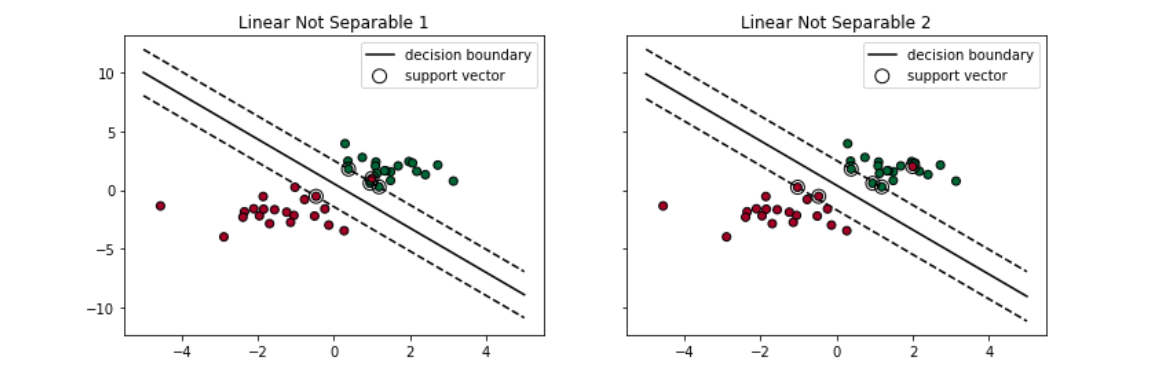 Linear Not Separable 1
decision boundary
support vector
10
5
0
−5
−10
−4
−2
0
2
4
Linear Not Separable 2
decision boundary
support vector
−4
−2
0
2
4